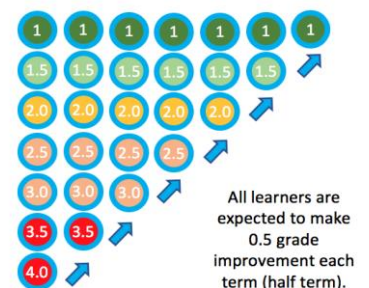 1 1 1 1 1 1 1
1.5 1.5 1.5 1.5 1.5 1.5
2.0 2.0 2.0 2.0 2.0
2.5 2.5 2.5 2.5
3.0 3.0 3.0
3.5 3.5
4.0
All learners are
expected to make
0.5 grade
improvement each
term (half term).